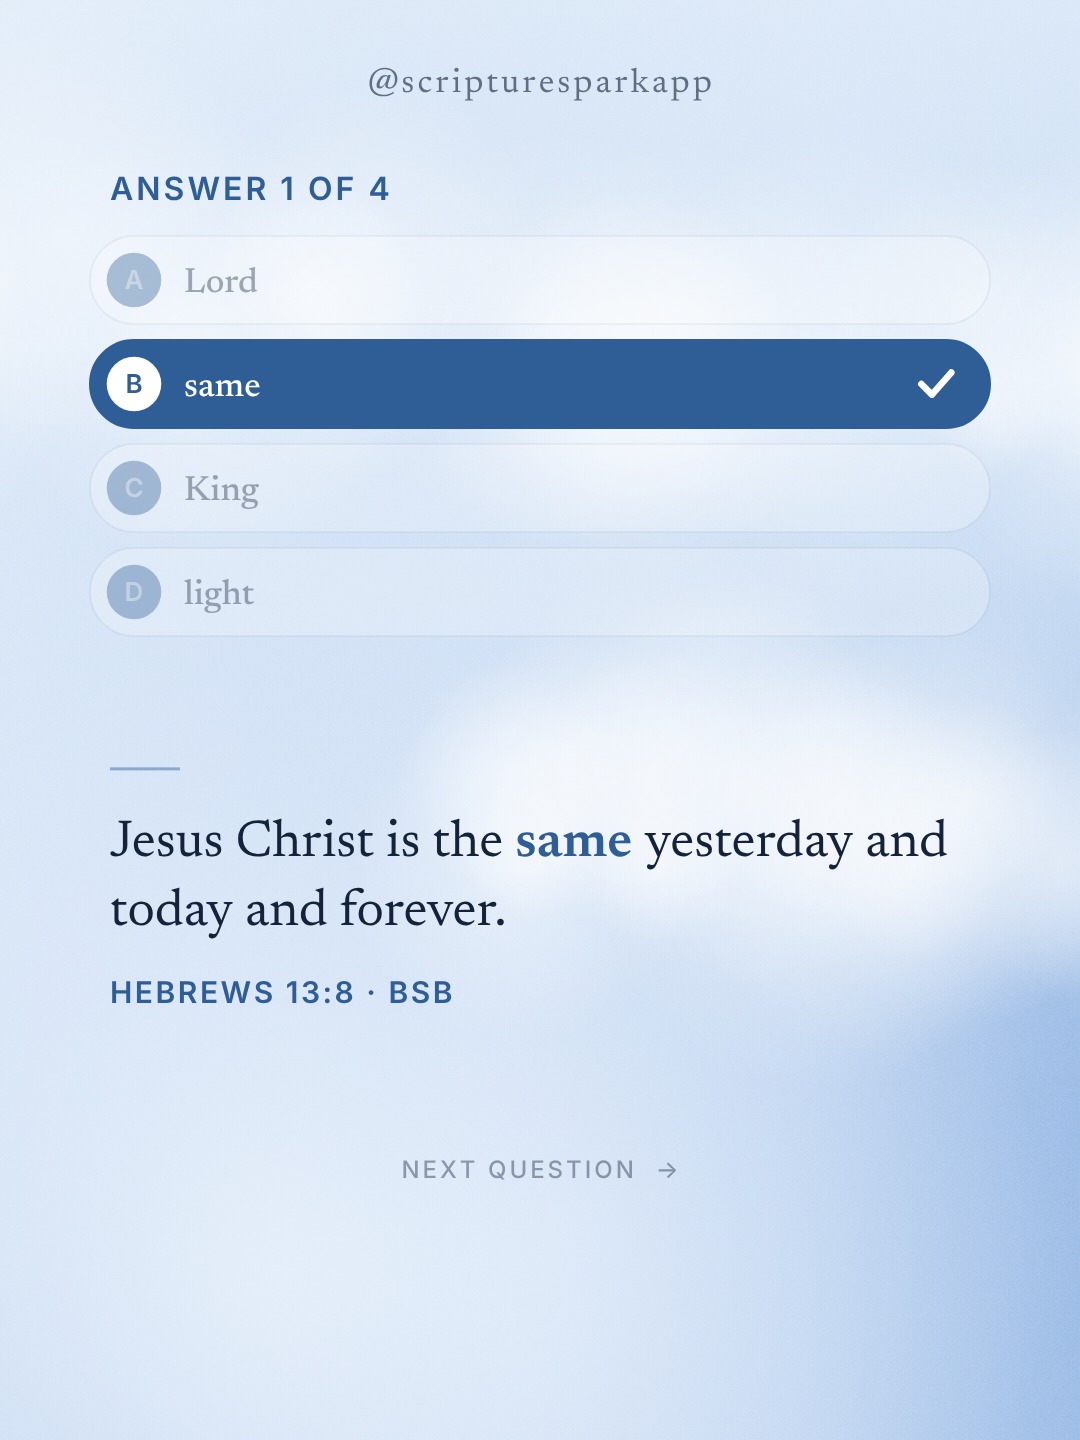 @scripturesparkapp
ANSWER 1 OF 4
A Lord
B same
C King
D light
Jesus Christ is the same yesterday and
today and forever.
HEBREWS 13:8 · BSB
NEXT QUESTION →